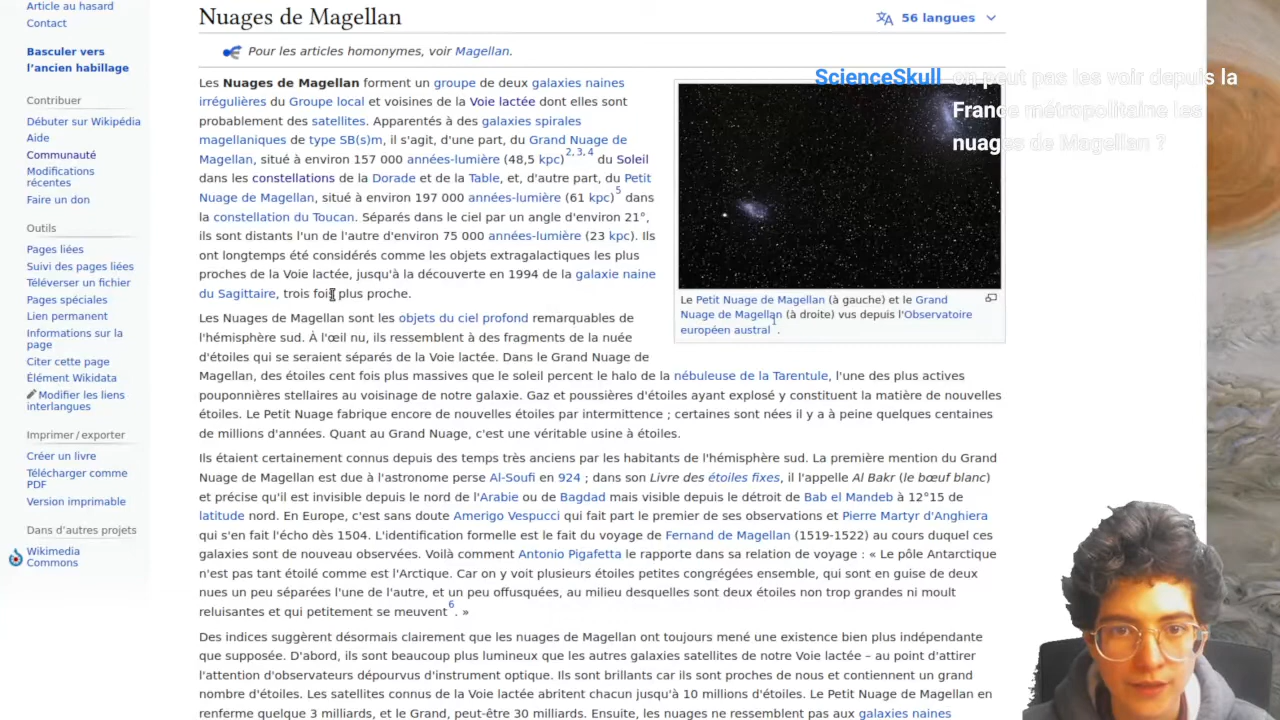 Article au hasard
Contact
Basculer vers
l'ancien habillage
Contribuer
Débuter sur Wikipédia
Aide
Communauté
Modifications
récentes
Faire un don
Outils
Pages liées
Suivi des pages liées
Téléverser un fichier
Pages spéciales
Lien permanent
Informations sur la
page
Citer cette page
Élément Wikidata
Modifier les liens
interlangues
Imprimer / exporter
Créer un livre
Télécharger comme
PDF
Version imprimable
Dans d'autres projets
Wikimedia
Commons
Nuages de Magellan
56 langues
Pour les articles homonymes, voir Magellan.
Les Nuages de Magellan forment un groupe de deux galaxies naines
irrégulières du Groupe local et voisines de la Voie lactée dont elles sont
probablement des satellites. Apparentés à des galaxies spirales
magellaniques de type SB(s)m, il s'agit, d'une part, du Grand Nuage de
Magellan, situé à environ 157 000 années-lumière (48,5 kpc)2, 3, 4 du Soleil
dans les constellations de la Dorade et de la Table, et, d'autre part, du Petit
Nuage de Magellan, situé à environ 197 000 années-lumière (61 kpc)5 dans
la constellation du Toucan. Séparés dans le ciel par un angle d'environ 21°,
ils sont distants l'un de l'autre d'environ 75 000 années-lumière (23 kpc). Ils
ont longtemps été considérés comme les objets extragalactiques les plus
proches de la Voie lactée, jusqu'à la découverte en 1994 de la galaxie naine
du Sagittaire, trois fois plus proche.
Les Nuages de Magellan sont les objets du ciel profond remarquables de
l'hémisphère sud. À l'œil nu, ils ressemblent à des fragments de la nuée
d'étoiles qui se seraient séparés de la Voie lactée. Dans le Grand Nuage de
Magellan, des étoiles cent fois plus massives que le soleil percent le halo de la nébuleuse de la Tarentule, l'une des plus actives
pouponnières stellaires au voisinage de notre galaxie. Gaz et poussières d'étoiles ayant explosé y constituent la matière de nouvelles
étoiles. Le Petit Nuage fabrique encore de nouvelles étoiles par intermittence ; certaines sont nées il y a à peine quelques centaines
de millions d'années. Quant au Grand Nuage, c'est une véritable usine à étoiles.
Ils étaient certainement connus depuis des temps très anciens par les habitants de l'hémisphère sud. La première mention du Grand
Nuage de Magellan est due à l'astronome perse Al-Soufi en 924 ; dans son Livre des étoiles fixes, il l'appelle Al Bakr (le bœuf blanc)
et précise qu'il est invisible depuis le nord de l'Arabie ou de Bagdad mais visible depuis le détroit de Bab el Mandeb à 12°15 de
latitude nord. En Europe, c'est sans doute Amerigo Vespucci qui fait part le premier de ses observations et Pierre Martyr d'Anghiera
qui s'en fait l'écho dès 1504. L'identification formelle est le fait du voyage de Fernand de Magellan (1519-1522) au cours duquel ces
galaxies sont de nouveau observées. Voilà comment Antonio Pigafetta le rapporte dans sa relation de voyage : « Le pôle Antarctique
n'est pas tant étoilé comme est l'Arctique. Car on y voit plusieurs étoiles petites congrégées ensemble, qui sont en guise de deux
nues un peu séparées l'une de l'autre, et un peu offusquées, au milieu desquelles sont deux étoiles non trop grandes ni moult
reluisantes et qui petitement se meuvent6. »
Des indices suggèrent désormais clairement que les nuages de Magellan ont toujours mené une existence bien plus indépendante
que supposée. D'abord, ils sont beaucoup plus lumineux que les autres galaxies satellites de notre Voie lactée – au point d'attirer
l'attention d'observateurs dépourvus d'instrument optique. Ils sont brillants car ils sont proches de nous et contiennent un grand
nombre d'étoiles. Les satellites connus de la Voie lactée abritent chacun jusqu'à 10 millions d'étoiles. Le Petit Nuage de Magellan en
renferme quelque 3 milliards, et le Grand, peut-être 30 milliards. Ensuite, les nuages ne ressemblent pas aux galaxies naines
Le Petit Nuage de Magellan (à gauche) et le Grand
Nuage de Magellan (à droite) vus depuis l'Observatoire
européen austral1.
ScienceSkull on peut pas les voir depuis la
France métropolitaine les
nuages de Magellan ?